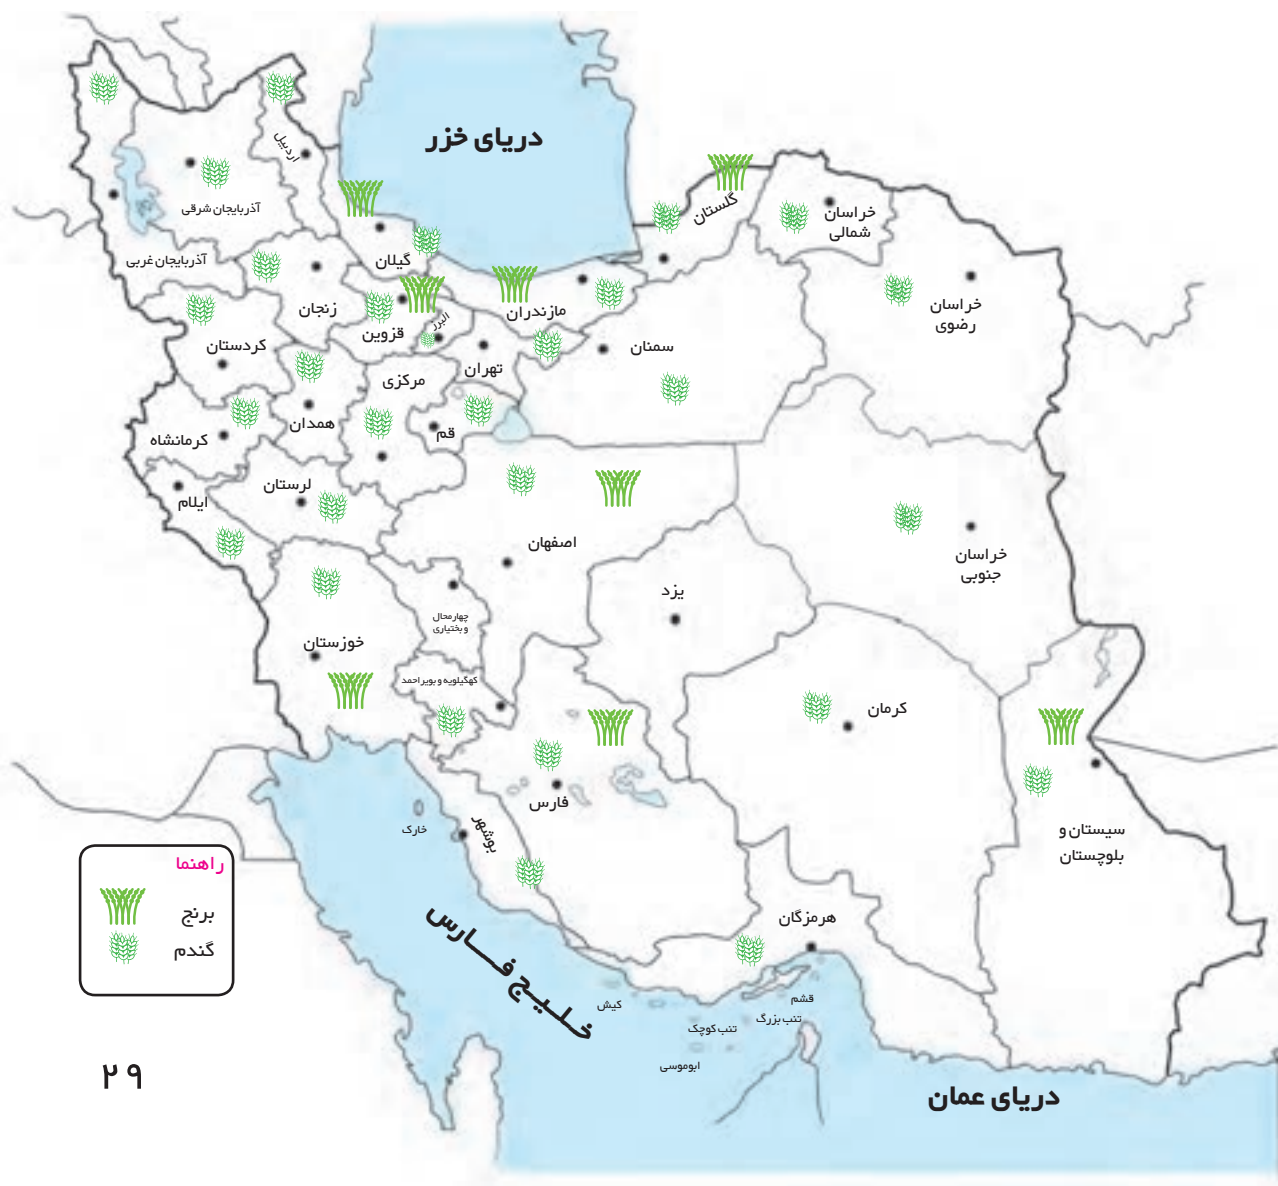 دریای خزر
اردبیل
آذربایجان شرقی
آذربایجان غربی
گیلان
گلستان
خراسان
شمالی
خراسان
رضوی
زنجان
قزوین
البرز
مازندران
کردستان
تهران
سمنان
مرکزی
همدان
قم
کرمانشاه
لرستان
ایلام
اصفهان
خراسان
جنوبی
یزد
چهارمحال
و بختیاری
خوزستان
کهگیلویه و بویراحمد
کرمان
فارس
خارک
بوشهر
سیستان و
بلوچستان
راهنما
برنج
گندم
هرمزگان
خلیج فارس
قشم
کیش
تنب بزرگ
تنب کوچک
ابوموسی
دریای عمان
۲۹